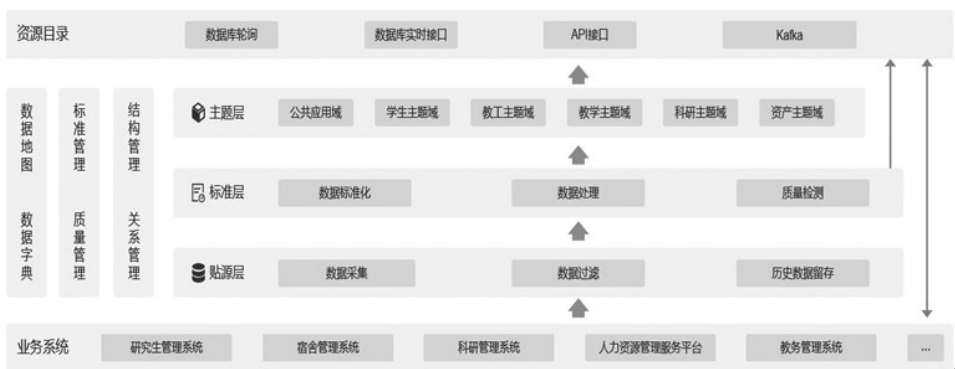 资源目录
数据库轮询
数据库实时接口
API接口
Kafka
数据地图
数据字典
标准管理
质量管理
结构管理
关系管理
主题层
公共应用域
学生主题域
教工主题域
教学主题域
科研主题域
资产主题域
标准层
数据标准化
数据处理
质量检测
贴源层
数据采集
数据过滤
历史数据留存
业务系统
研究生管理系统
宿舍管理系统
科研管理系统
人力资源管理服务平台
教务管理系统
...